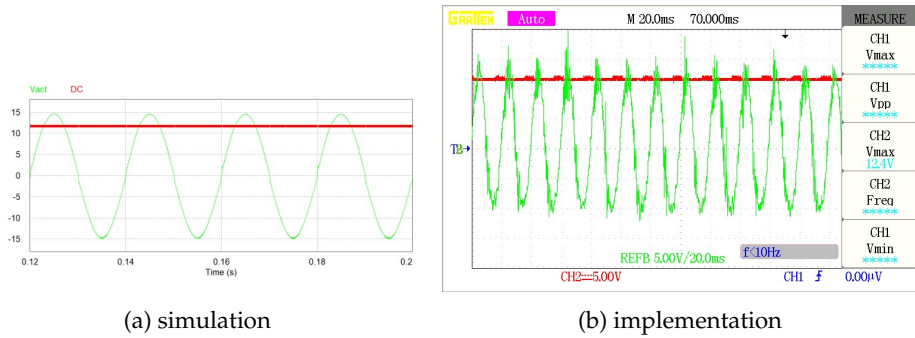 Vact DC
15
10
5
0
-5
-10
-15
0.12 0.14 0.16 0.18 0.2
Time (s)
(a) simulation
GRATTEN Auto M 20.0ms 70.000ms MEASURE
CH1
Vmax
*****
CH1
Vpp
*****
CH2
Vmax
12.4V
CH2
Freq
*****
CH1
Vmin
*****
f<10Hz
REFB 5.00V/20.0ms
CH2 5.00V CH1 0.00μV
(b) implementation